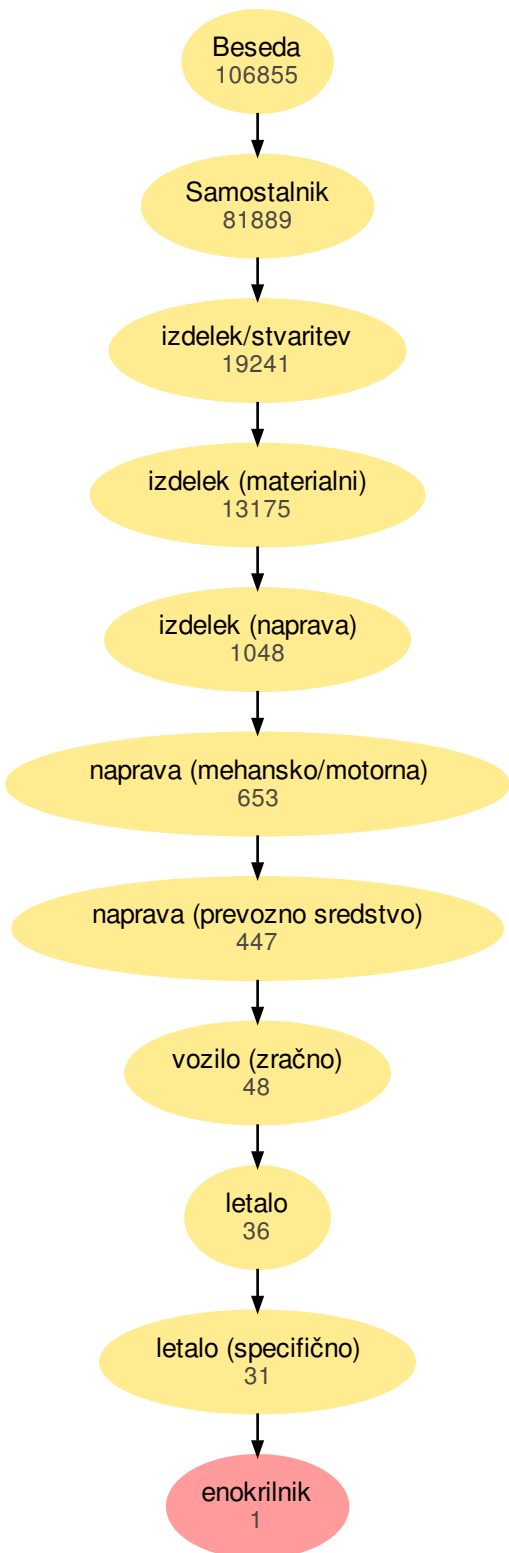 Beseda
106855
Samostalnik
81889
izdelek/stvaritev
19241
izdelek (materialni)
13175
izdelek (naprava)
1048
naprava (mehansko/motorna)
653
naprava (prevozno sredstvo)
447
vozilo (zračno)
48
letalo
36
letalo (specifično)
31
enokrilnik
1